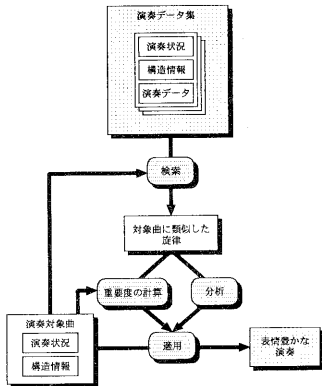 演奏データ集
演奏状況
構造情報
演奏データ
検索
対象曲に類似した
旋律
重要度の計算
分析
演奏対象曲
演奏状況
構造情報
適用
表情豊かな
演奏